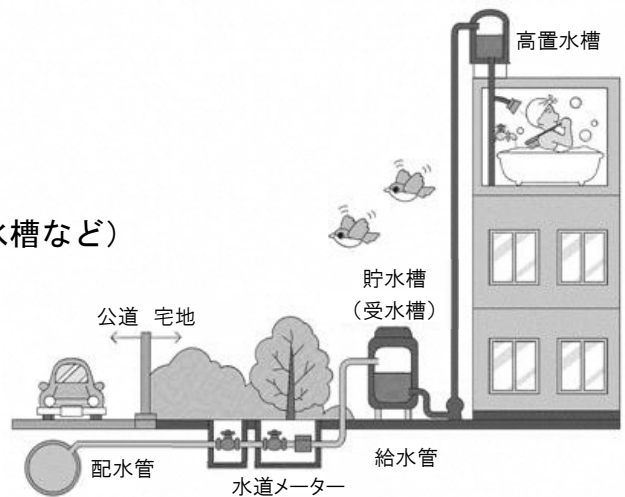 高置水槽
水槽など）
貯水槽
（受水槽）
公道 宅地
配水管
給水管
水道メーター